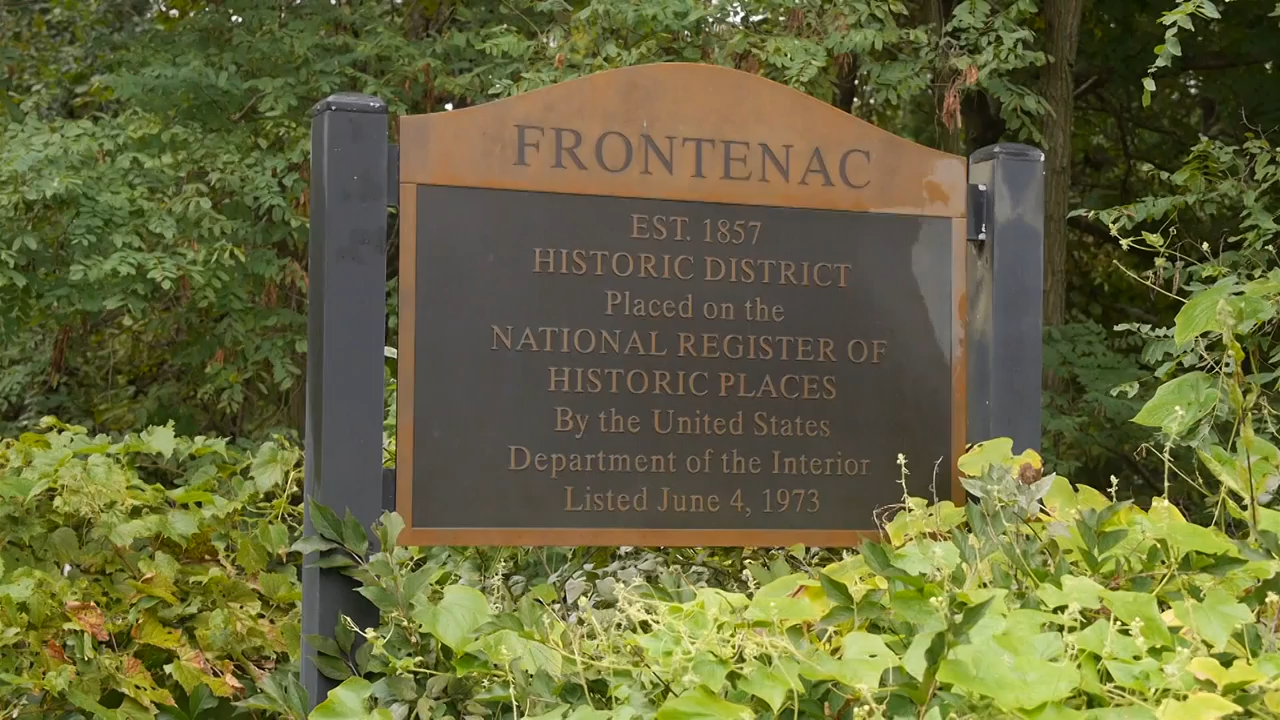 FRONTENAC
EST. 1857
HISTORIC DISTRICT
Placed on the
NATIONAL REGISTER OF
HISTORIC PLACES
By the United States
Department of the Interior
Listed June 4, 1973